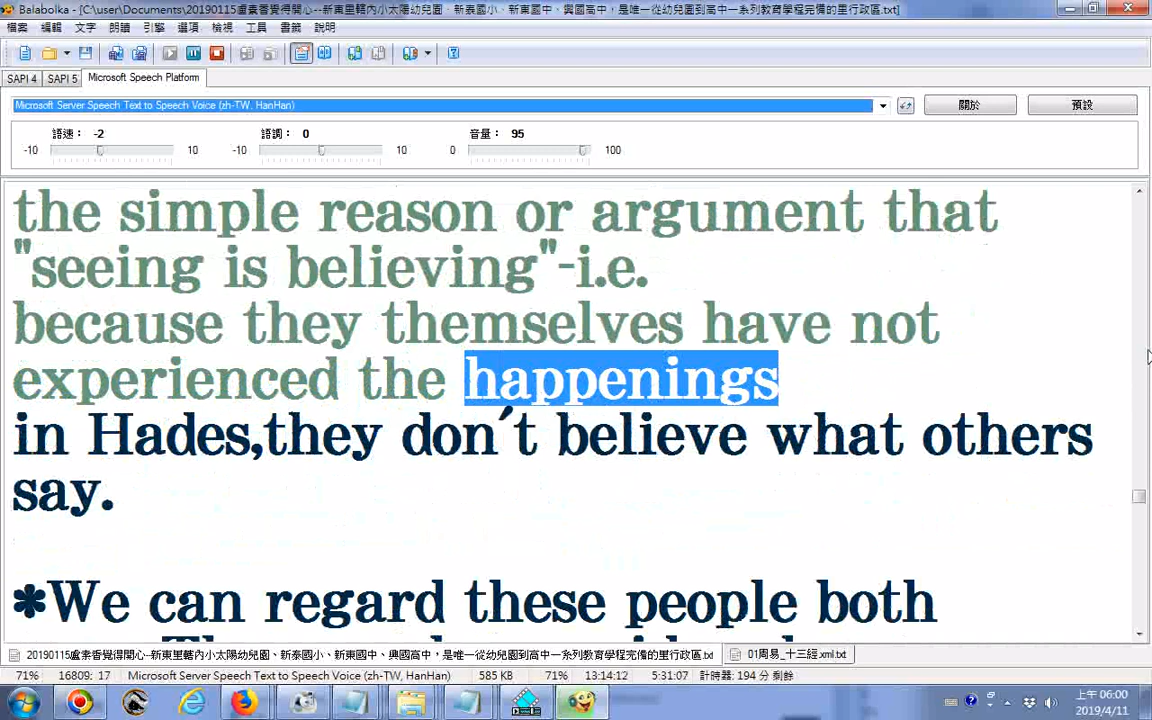 Balabolka - [C:\user\Documents\20190115盧素香覺得開心--新東里轄內小太陽幼兒園、新泰國小、新東國中、興國高中，是唯一從幼兒園到高中一系列教育學程完備的里行政區.txt]
檔案 編輯 文字 朗讀 引擎 選項 檢視 工具 書籤 說明
SAPI 4 SAPI 5 Microsoft Speech Platform
Microsoft Server Speech Text to Speech Voice (zh-TW, HanHan) 關於 預設
語速： -2 語調： 0 音量： 95
-10 10 -10 10 0 100
the simple reason or argument that
"seeing is believing"-i.e.
because they themselves have not
experienced the happenings
in Hades,they don´t believe what others
say.
*We can regard these people both
20190115盧素香覺得開心--新東里轄內小太陽幼兒園、新泰國小、新東國中、興國高中，是唯一從幼兒園到高中一系列教育學程完備的里行政區.txt 01周易_十三經.xml.txt
71% 16809: 17 Microsoft Server Speech Text to Speech Voice (zh-TW, HanHan) 585 KB 71% 13:14:12 5:31:07 計時器: 194 分 剩餘
上午 06:00
2019/4/11